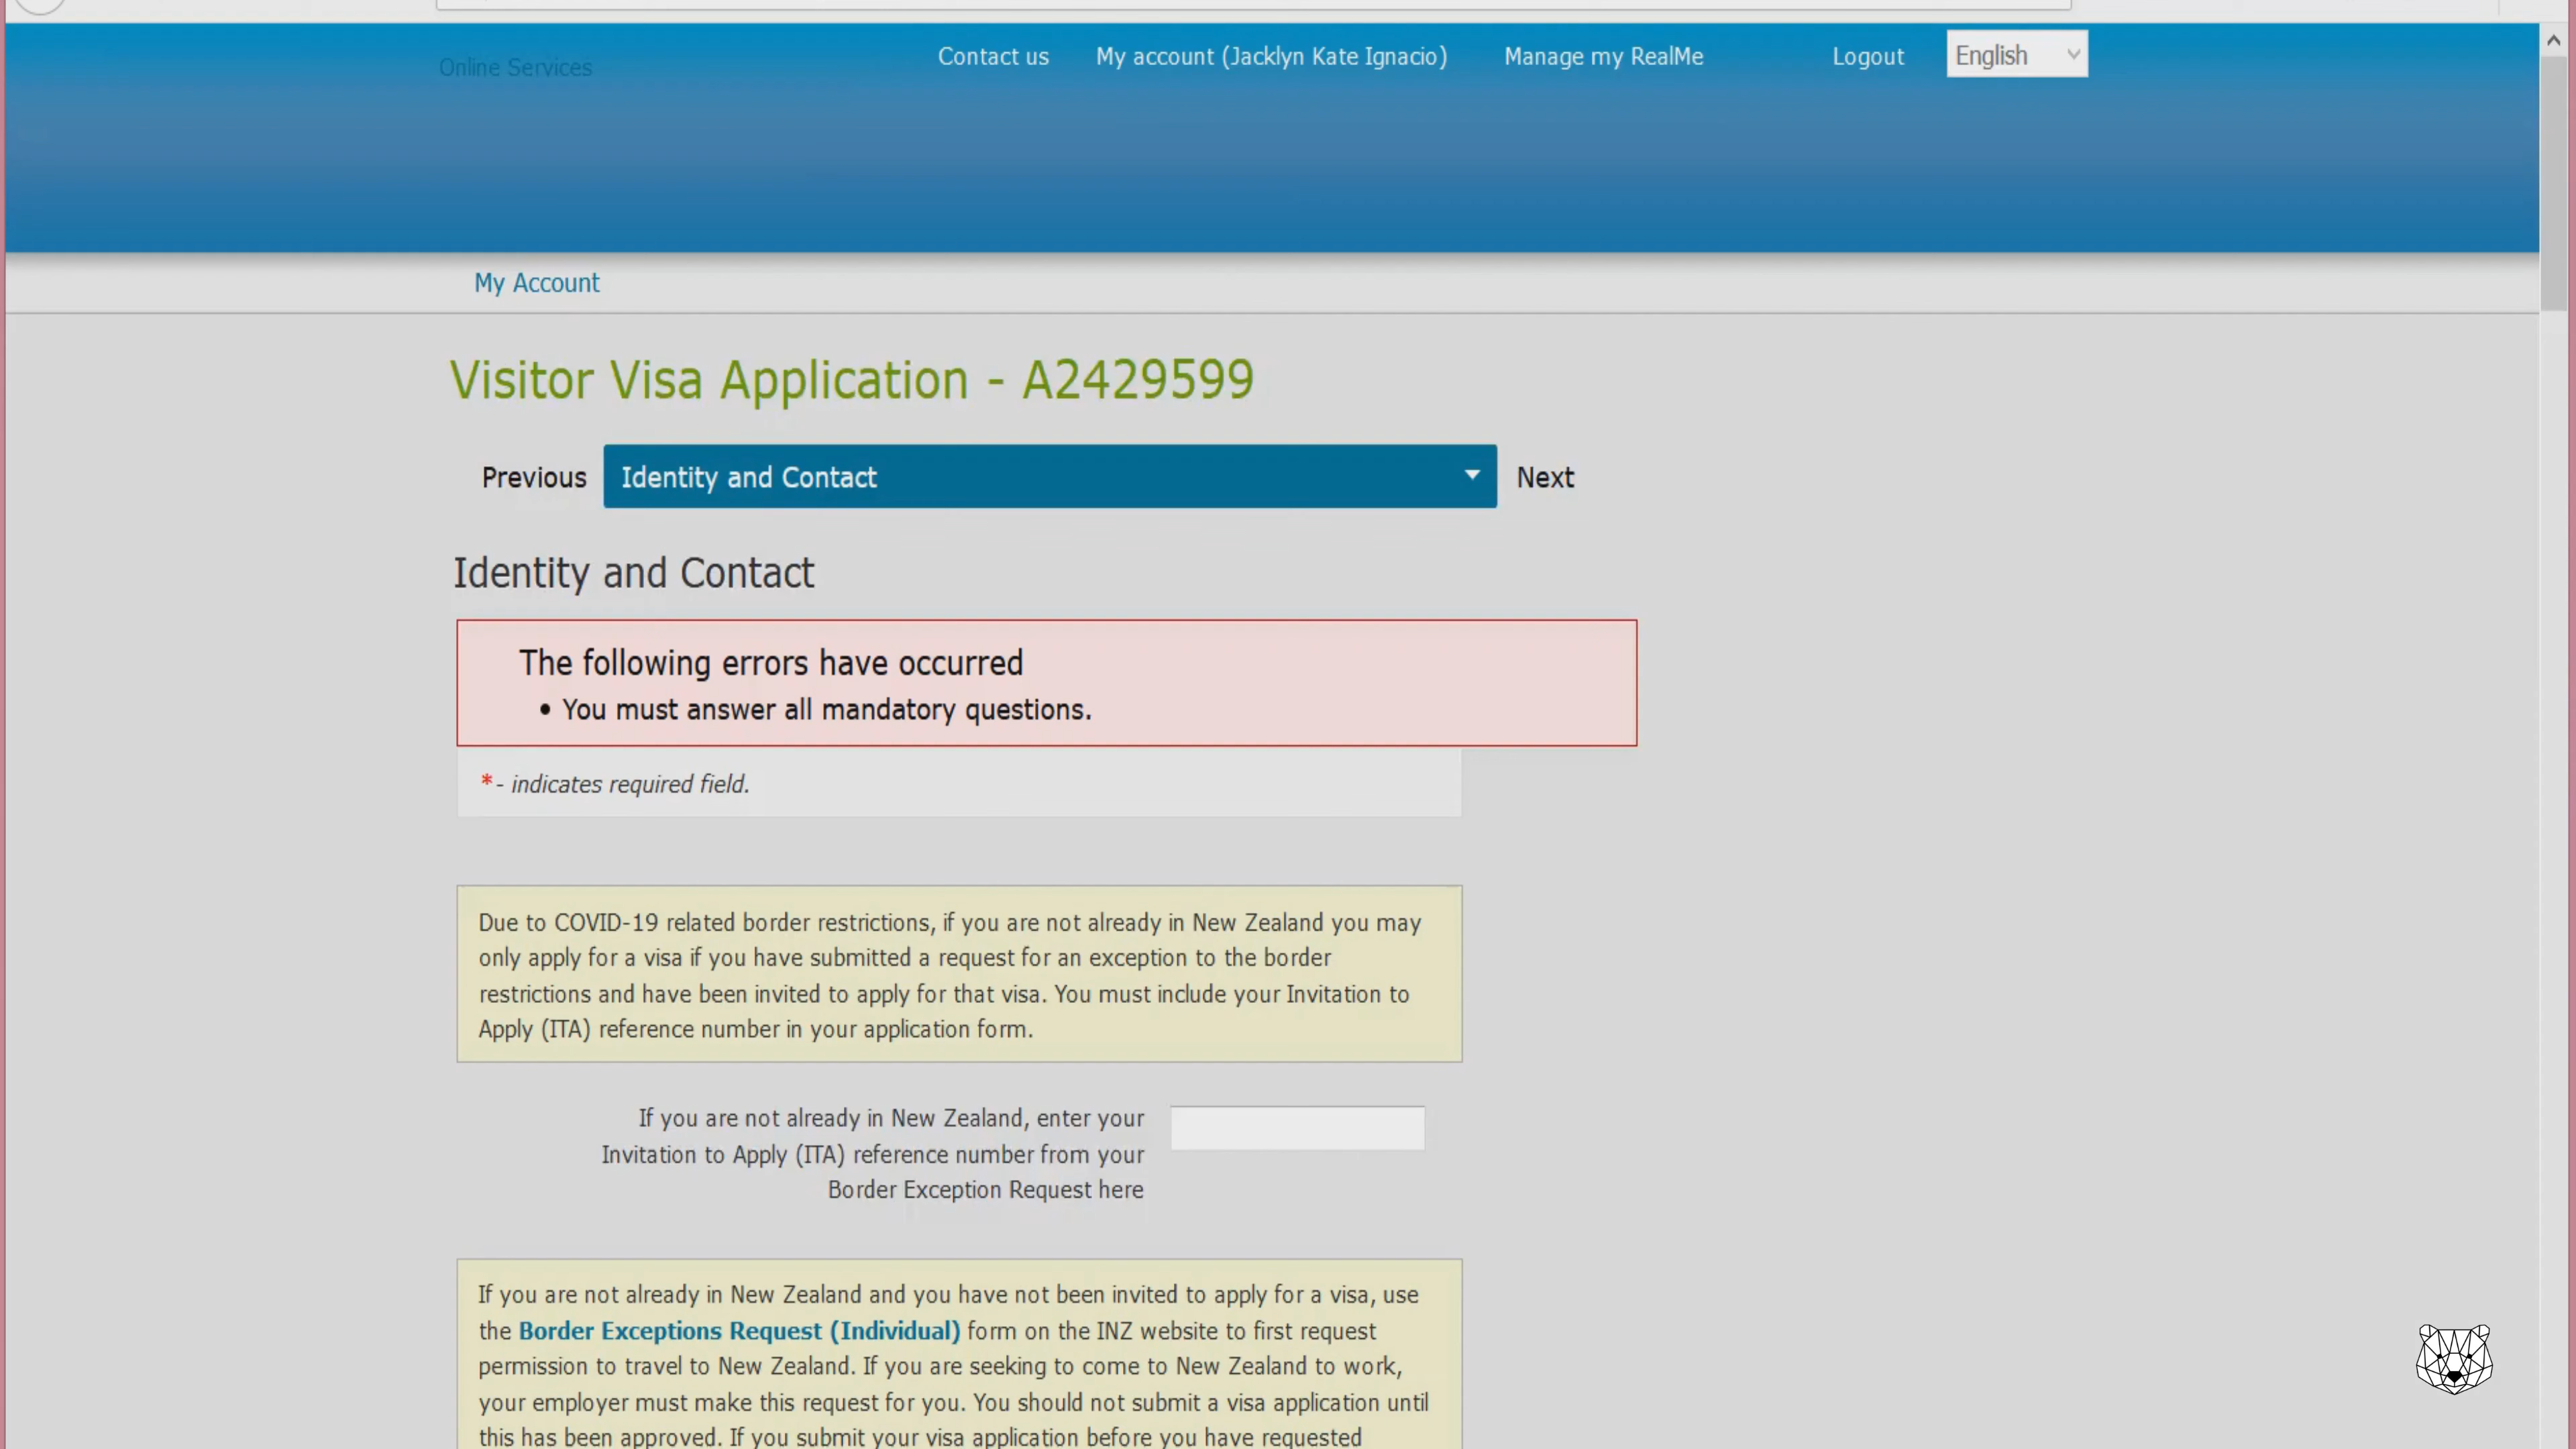 Online Services
Contact us My account (Jacklyn Kate Ignacio) Manage my RealMe Logout English
My Account
Visitor Visa Application - A2429599
Previous Identity and Contact Next
Identity and Contact
The following errors have occurred
• You must answer all mandatory questions.
* - indicates required field.
Due to COVID-19 related border restrictions, if you are not already in New Zealand you may
only apply for a visa if you have submitted a request for an exception to the border
restrictions and have been invited to apply for that visa. You must include your Invitation to
Apply (ITA) reference number in your application form.
If you are not already in New Zealand, enter your
Invitation to Apply (ITA) reference number from your
Border Exception Request here
If you are not already in New Zealand and you have not been invited to apply for a visa, use
the Border Exceptions Request (Individual) form on the INZ website to first request
permission to travel to New Zealand. If you are seeking to come to New Zealand to work,
your employer must make this request for you. You should not submit a visa application until
this has been approved. If you submit your visa application before you have requested